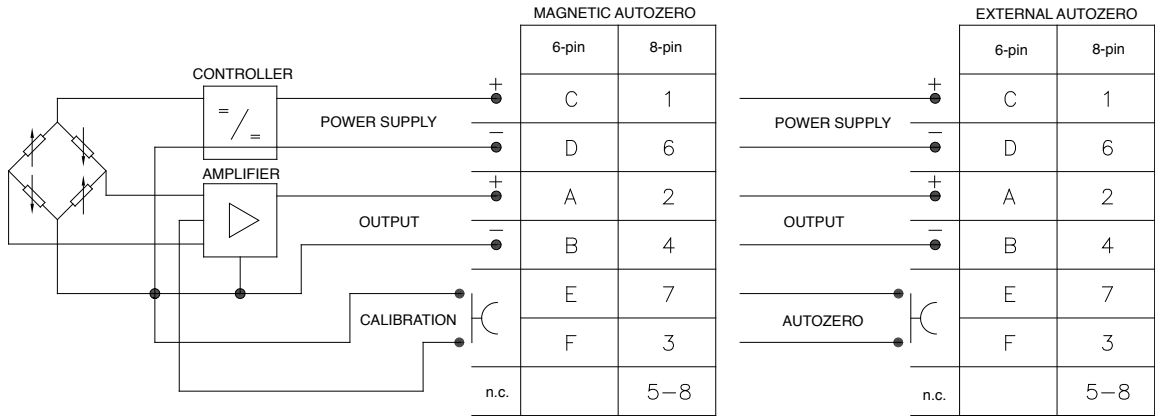 MAGNETIC AUTOZERO EXTERNAL AUTOZERO
6-pin 8-pin 6-pin 8-pin
CONTROLLER
+ C 1 + C 1
= / =
POWER SUPPLY POWER SUPPLY
− D 6 − D 6
AMPLIFIER
+ A 2 + A 2
OUTPUT OUTPUT
− B 4 − B 4
E 7 E 7
CALIBRATION AUTOZERO
F 3 F 3
n.c. 5-8 n.c. 5-8